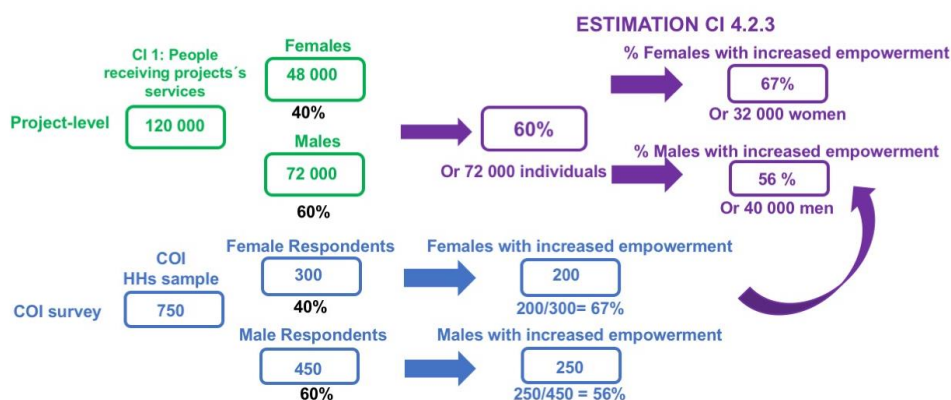 ESTIMATION CI 4.2.3
CI 1: People
receiving projects´s
services
Project-level
120 000
Females
48 000
40%
Males
72 000
60%
60%
Or 72 000 individuals
% Females with increased empowerment
67%
Or 32 000 women
% Males with increased empowerment
56 %
Or 40 000 men
COI
HHs sample
COI survey
750
Female Respondents
300
40%
Females with increased empowerment
200
200/300= 67%
Male Respondents
450
60%
Males with increased empowerment
250
250/450 = 56%